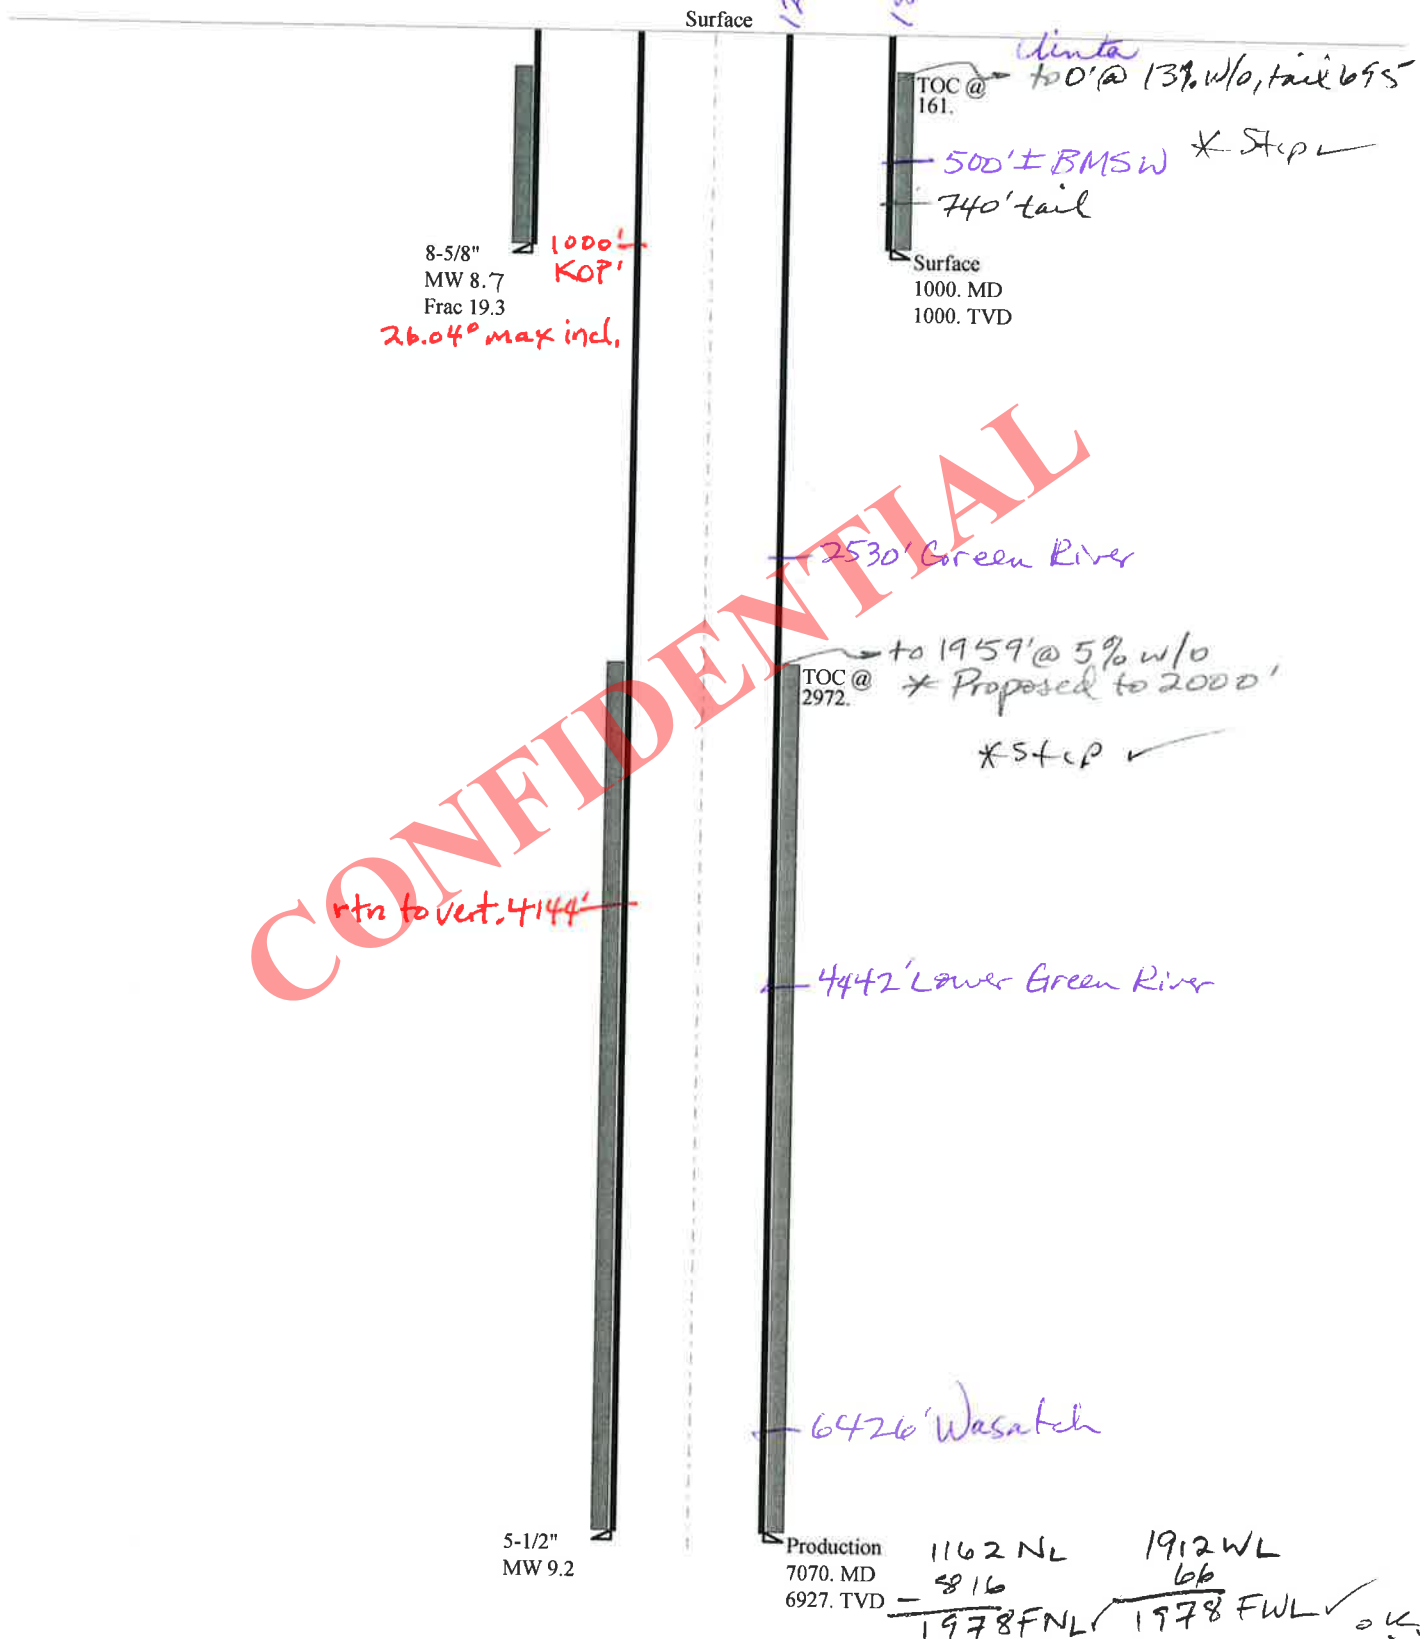 Surface
Uinta
to 0' @ 13% w/o, tail 695
TOC @
161.
500' ± BMSW
* Stip ✓
740' tail
8-5/8"
MW 8.7
Frac 19.3
1000'
KOP'
26.04° max incl.
Surface
1000. MD
1000. TVD
CONFIDENTIAL
2530' Green River
to 1959' @ 5% w/o
TOC @
2972.
* Proposed to 2000'
* Stip ✓
rtn to vert. 4144'
4442' Lower Green River
6426' Wasatch
5-1/2"
MW 9.2
Production
7070. MD
6927. TVD
1162 NL
- 816
1978 FNL ✓
1912 WL
66
1978 FWL ✓
O.K.